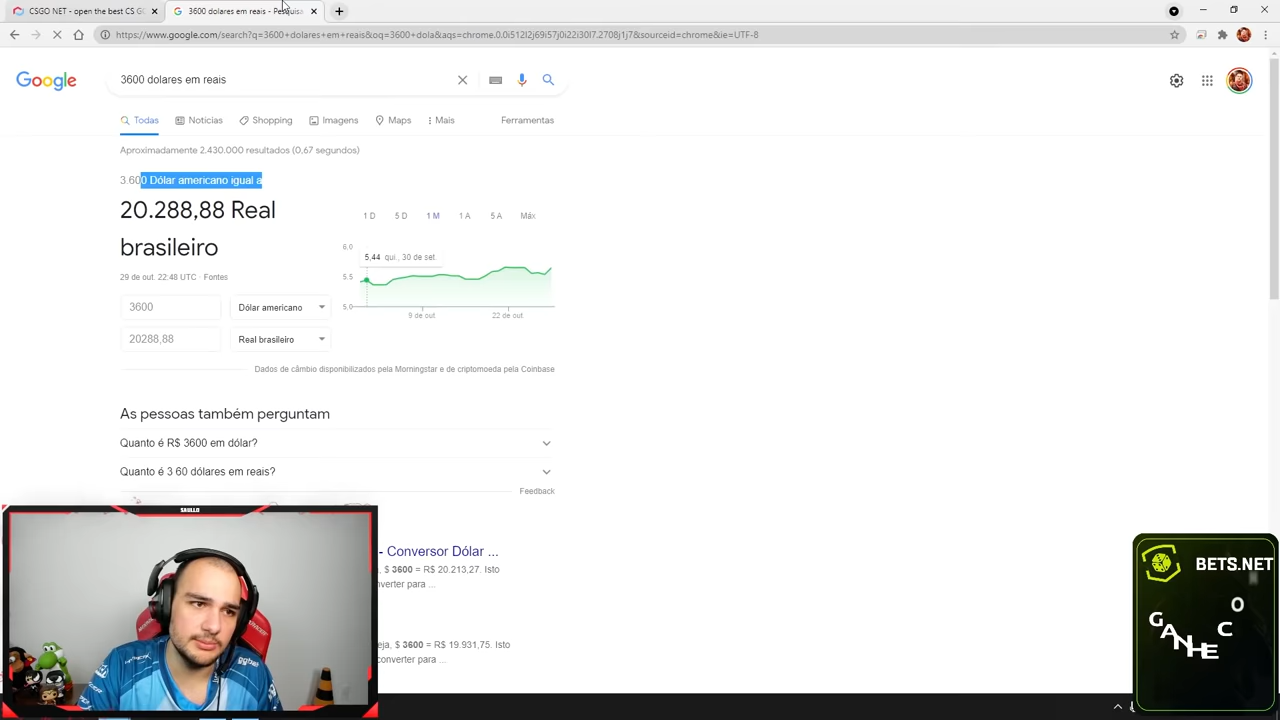 CSGO NET - open the best CS G
3600 dolares em reais - Pesquisa
https://www.google.com/search?q=3600+dolares+em+reais&oq=3600+dola&aqs=chrome.0.0i512l2j69i57j0i22i30l7.2708j1j7&sourceid=chrome&ie=UTF-8
Google
3600 dolares em reais
Todas
Notícias
Shopping
Imagens
Maps
Mais
Ferramentas
Aproximadamente 2.430.000 resultados (0,67 segundos)
3.600 Dólar americano igual a
20.288,88 Real
brasileiro
29 de out. 22:48 UTC · Fontes
1 D 5 D 1 M 1 A 5 A Máx
6,0
5,44 qui., 30 de set.
5,5
5,0
9 de out
22 de out
3600
Dólar americano
20288,88
Real brasileiro
Dados de câmbio disponibilizados pela Morningstar e de criptomoeda pela Coinbase
As pessoas também perguntam
Quanto é R$ 3600 em dólar?
Quanto é 3 60 dólares em reais?
Feedback
- Conversor Dólar ...
$ 3600 = R$ 20.213,27. Isto
nverter para ...
eja, $ 3600 = R$ 19.931,75. Isto
converter para ...
SAULLO
BETS.NET
GANHE
C
O